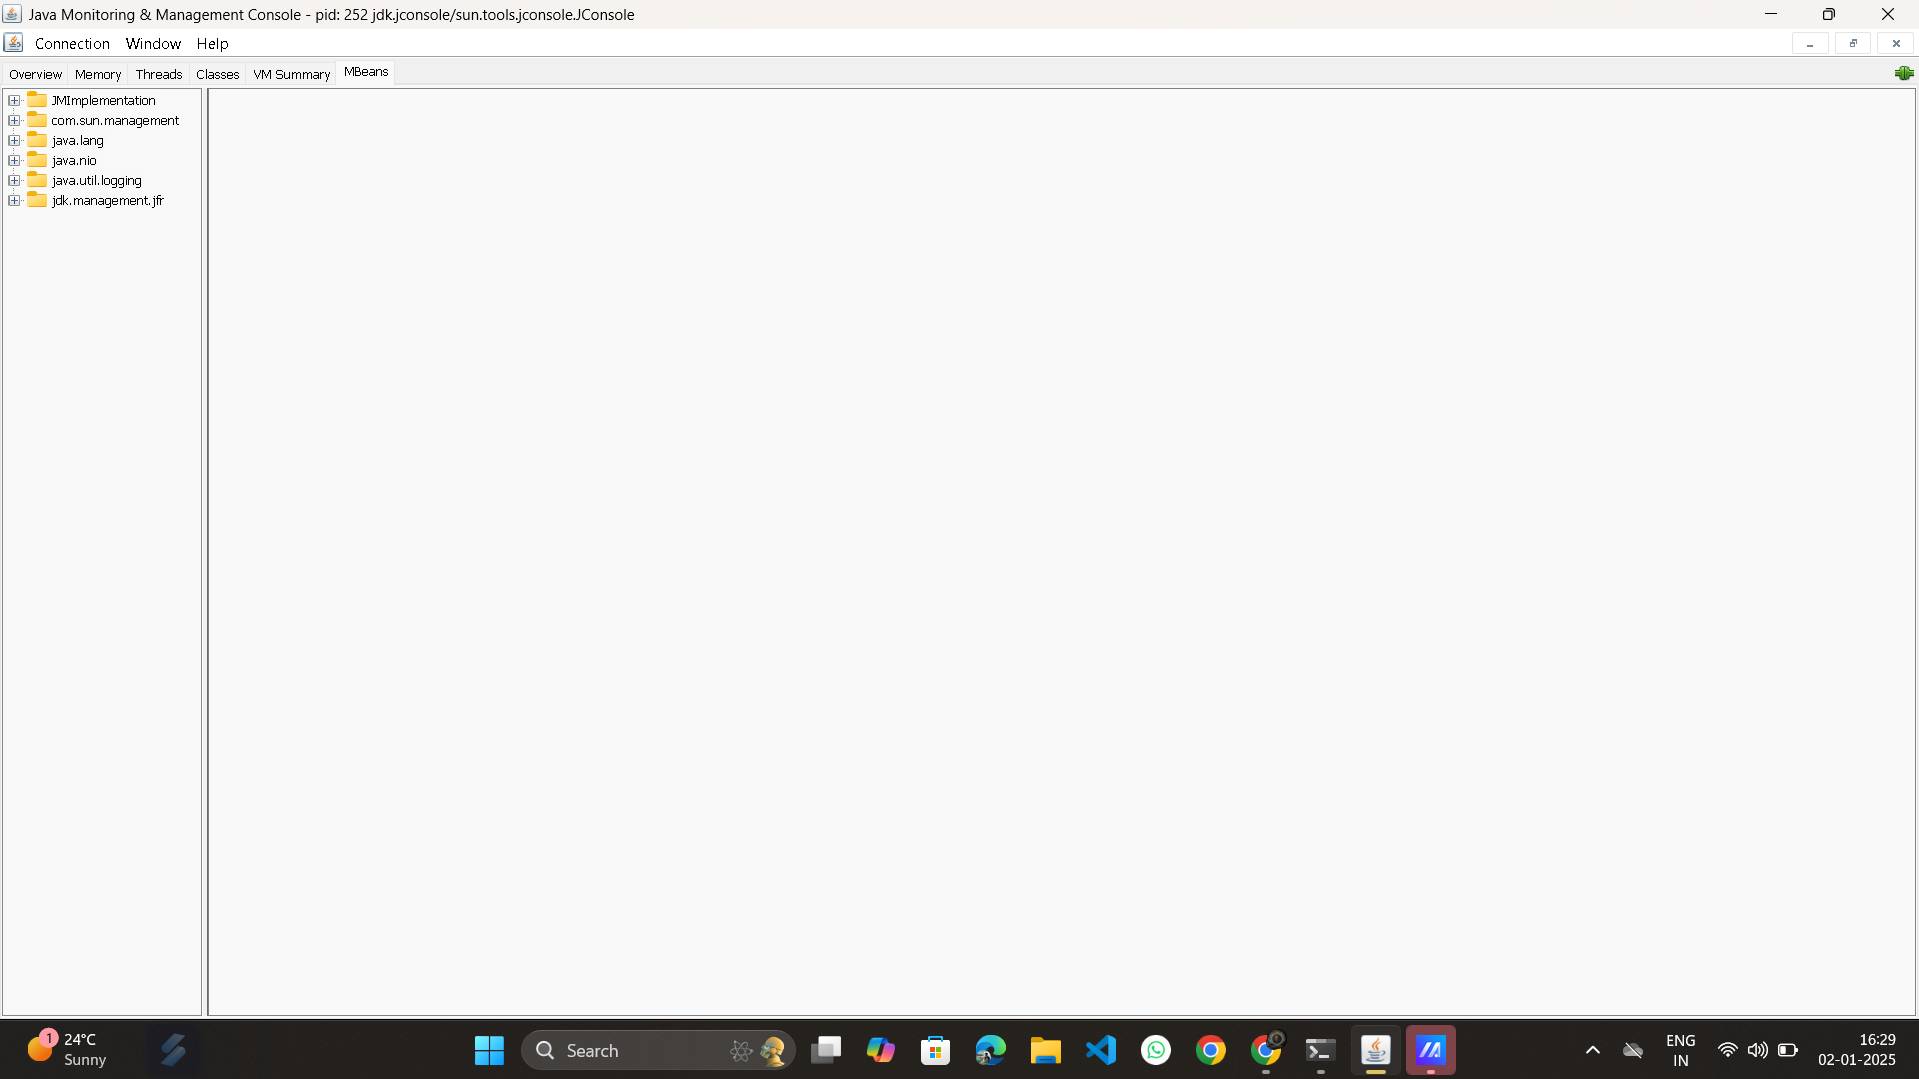 Java Monitoring & Management Console - pid: 252 jdk.jconsole/sun.tools.jconsole.JConsole
Connection Window Help
Overview Memory Threads Classes VM Summary MBeans
JMImplementation
com.sun.management
java.lang
java.nio
java.util.logging
jdk.management.jfr
1 24°C
Sunny
Search
ENG
IN
16:29
02-01-2025